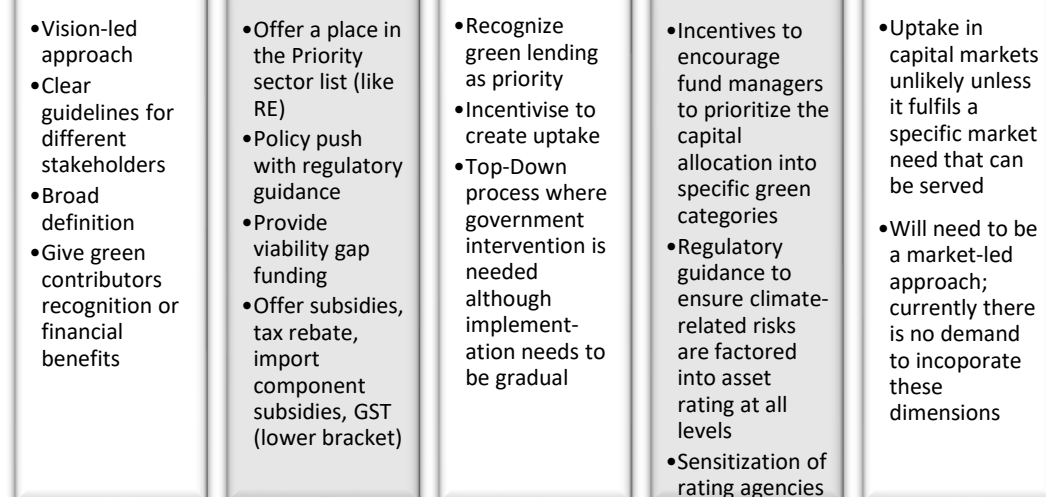 •Vision-led
approach
•Clear
guidelines for
different
stakeholders
•Broad
definition
•Give green
contributors
recognition or
financial
benefits
•Offer a place in
the Priority
sector list (like
RE)
•Policy push
with regulatory
guidance
•Provide
viability gap
funding
•Offer subsidies,
tax rebate,
import
component
subsidies, GST
(lower bracket)
•Recognize
green lending
as priority
•Incentivise to
create uptake
•Top-Down
process where
government
intervention is
needed
although
implement-
ation needs to
be gradual
•Incentives to
encourage
fund managers
to prioritize the
capital
allocation into
specific green
categories
•Regulatory
guidance to
ensure climate-
related risks
are factored
into asset
rating at all
levels
•Sensitization of
rating agencies
•Uptake in
capital markets
unlikely unless
it fulfils a
specific market
need that can
be served
•Will need to be
a market-led
approach;
currently there
is no demand
to incoporate
these
dimensions